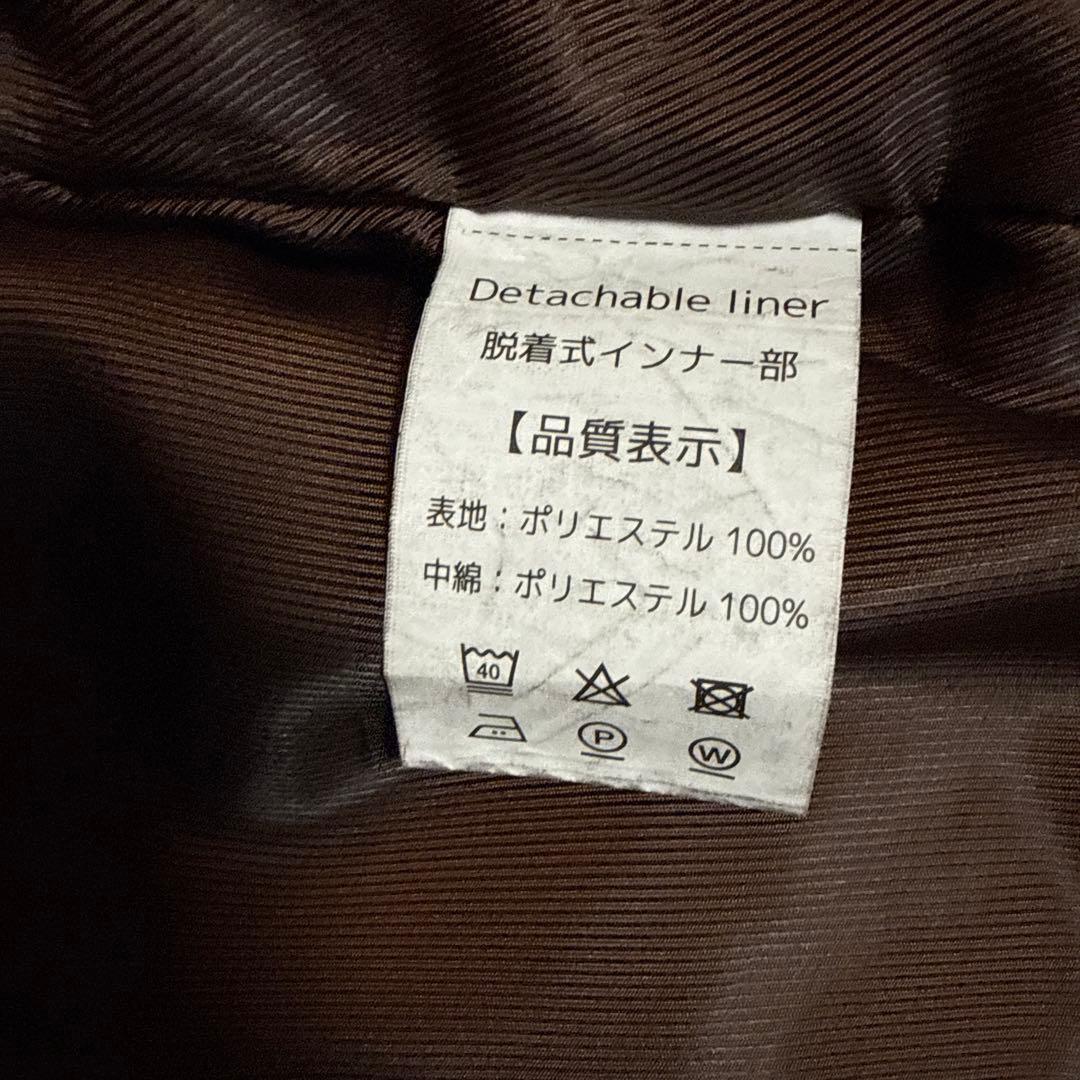 Detachable liner
脱着式インナー部
【品質表示】
表地：ポリエステル 100%
中綿：ポリエステル 100%
40
P
W